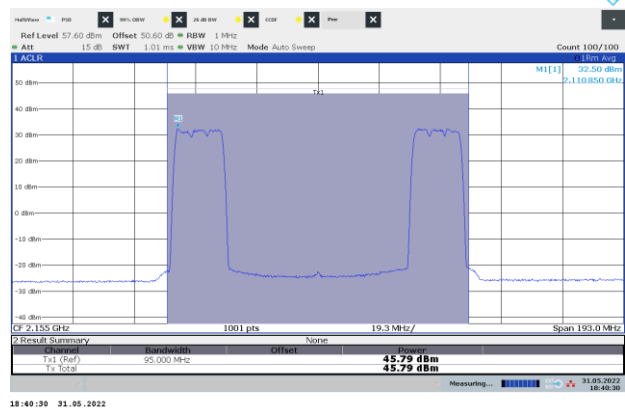 MultiView PSD X 99% OBW X 26 dB BW X CCDF X Pwr X
Ref Level 57.60 dBm Offset 50.60 dB RBW 1 MHz
Att 15 dB SWT 1.01 ms VBW 10 MHz Mode Auto Sweep Count 100/100
1 ACLR 1Rm Avg
M1[1] 32.50 dBm
2.110850 GHz
Tx1
50 dBm
40 dBm
M1
30 dBm
20 dBm
10 dBm
0 dBm
-10 dBm
-20 dBm
-30 dBm
-40 dBm
CF 2.155 GHz 1001 pts 19.3 MHz/ Span 193.0 MHz
2 Result Summary None
Channel Bandwidth Offset Power
Tx1 (Ref) 95.000 MHz 45.79 dBm
Tx Total 45.79 dBm
Measuring... 31.05.2022
18:40:30
18:40:30 31.05.2022